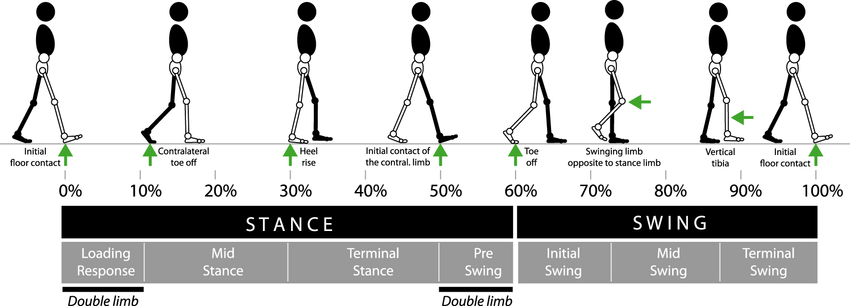 Initial
floor contact
Contralateral
toe off
Heel
rise
Initial contact of
the contral. limb
Toe
off
Swinging limb
opposite to stance limb
Vertical
tibia
Initial
floor contact
0% 10% 20% 30% 40% 50% 60% 70% 80% 90% 100%
STANCE SWING
Loading
Response
Mid
Stance
Terminal
Stance
Pre
Swing
Initial
Swing
Mid
Swing
Terminal
Swing
Double limb Double limb